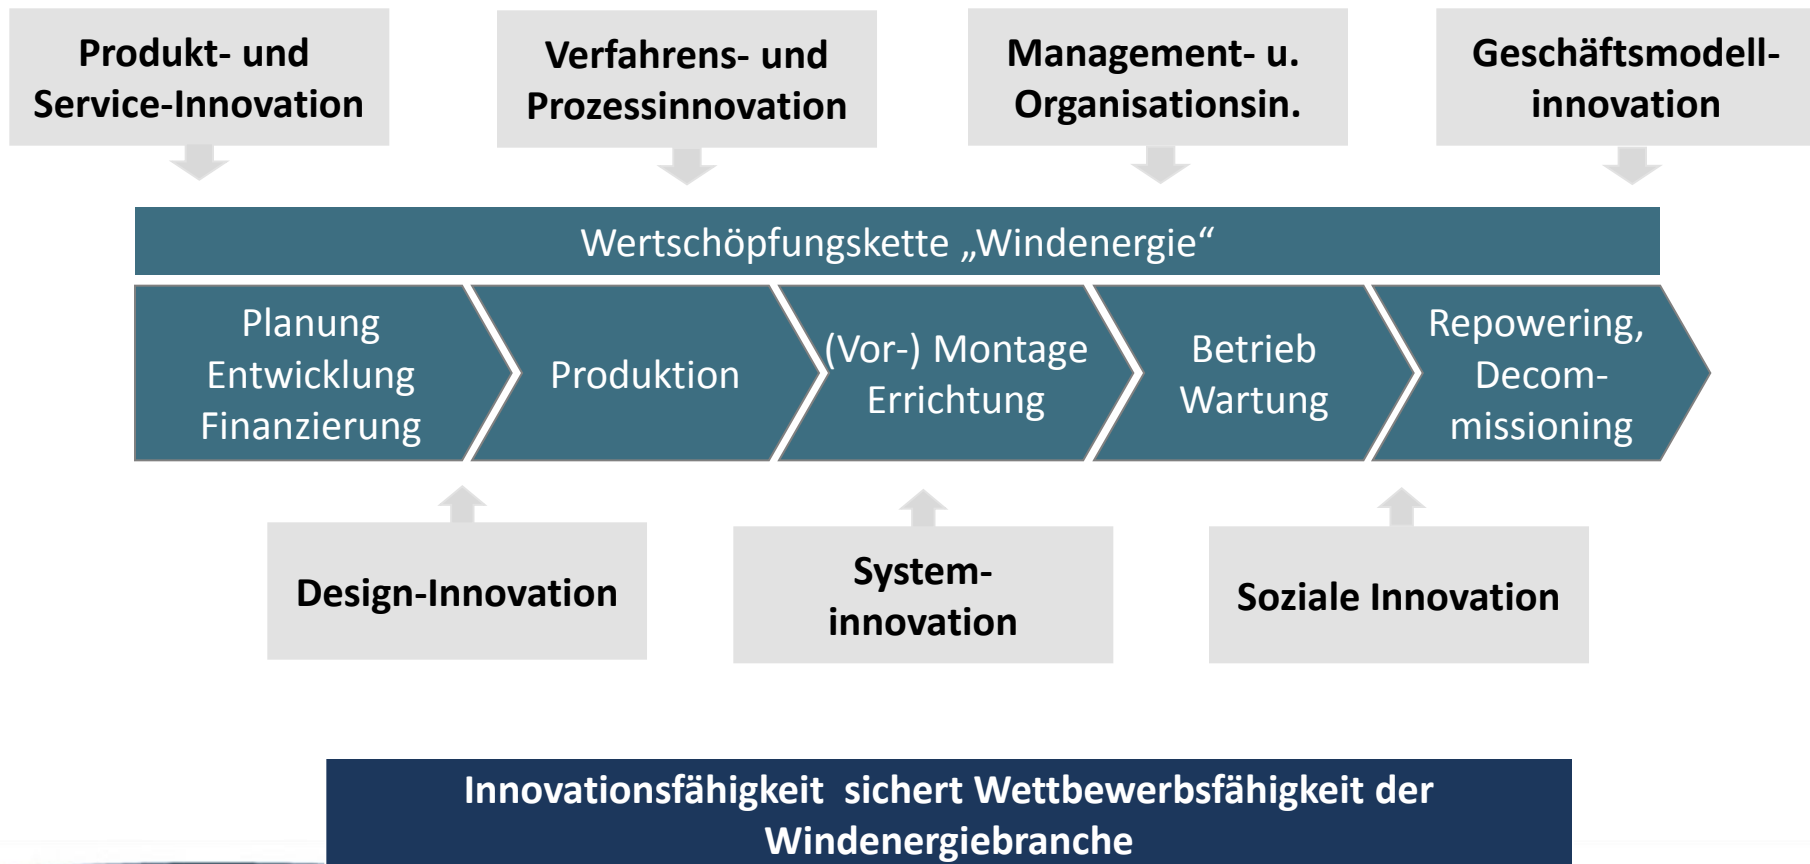 Produkt- und
Service-Innovation
Verfahrens- und
Prozessinnovation
Management- u.
Organisationsin.
Geschäftsmodell-
innovation
Wertschöpfungskette „Windenergie“
Planung
Entwicklung
Finanzierung
Produktion
(Vor-) Montage
Errichtung
Betrieb
Wartung
Repowering,
Decom-
missioning
Design-Innovation
System-
innovation
Soziale Innovation
Innovationsfähigkeit  sichert Wettbewerbsfähigkeit der
Windenergiebranche